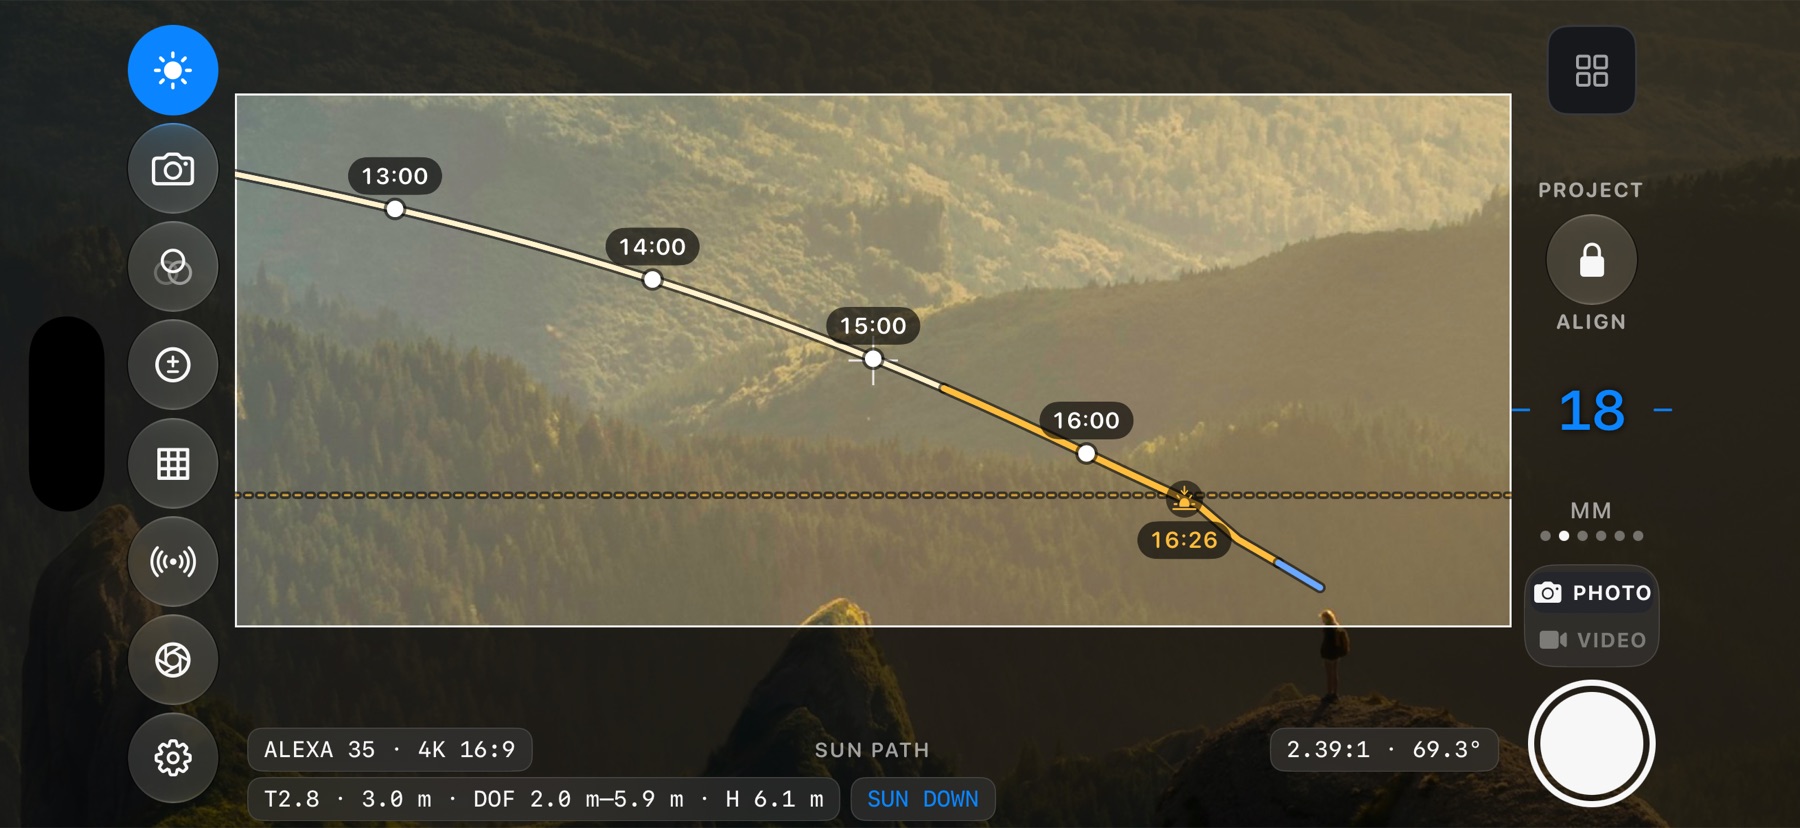 13:00
14:00
15:00
16:00
16:26
PROJECT
ALIGN
18
MM
PHOTO
VIDEO
ALEXA 35 · 4K 16:9
SUN PATH
2.39:1 · 69.3°
T2.8 · 3.0 m · DOF 2.0 m–5.9 m · H 6.1 m
SUN DOWN